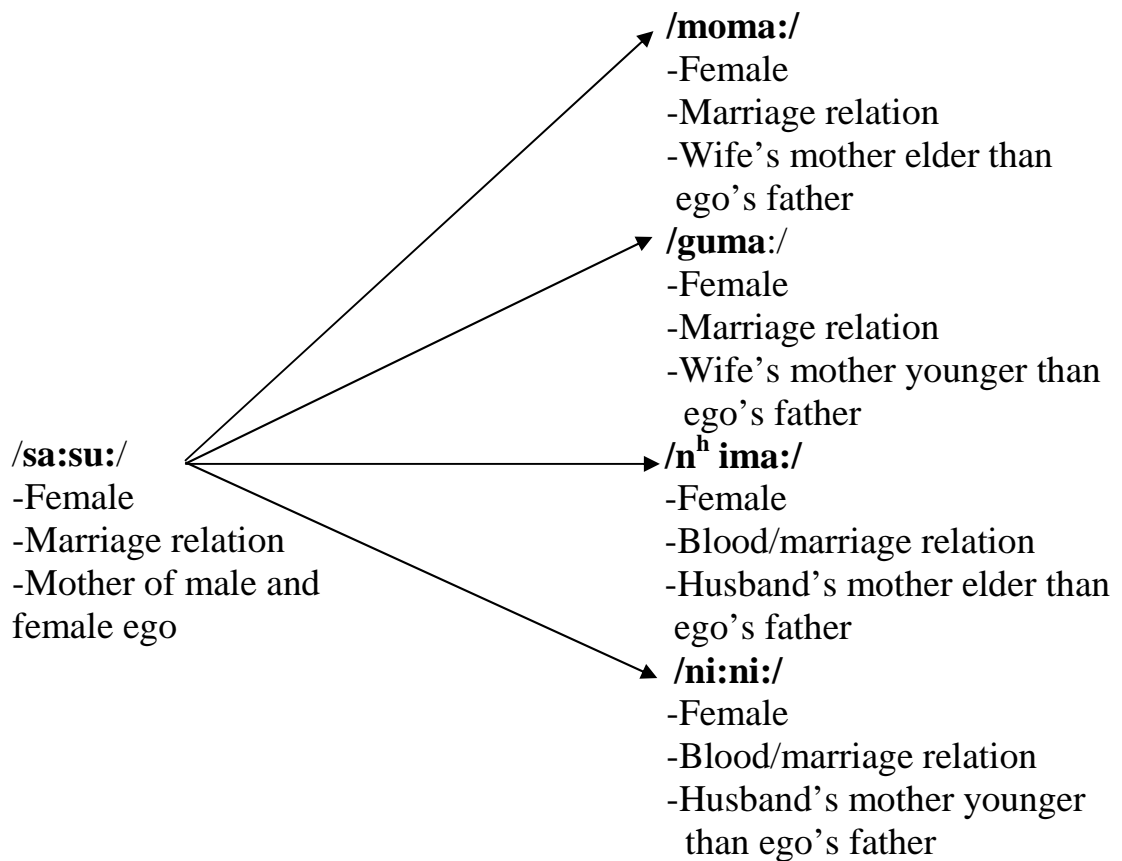 /sa:su:/
-Female
-Marriage relation
-Mother of male and
female ego
/moma:/
-Female
-Marriage relation
-Wife’s mother elder than
ego’s father
/guma:/
-Female
-Marriage relation
-Wife’s mother younger than
ego’s father
/nʰ ima:/
-Female
-Blood/marriage relation
-Husband’s mother elder than
ego’s father
/ni:ni:/
-Female
-Blood/marriage relation
-Husband’s mother younger
than ego’s father